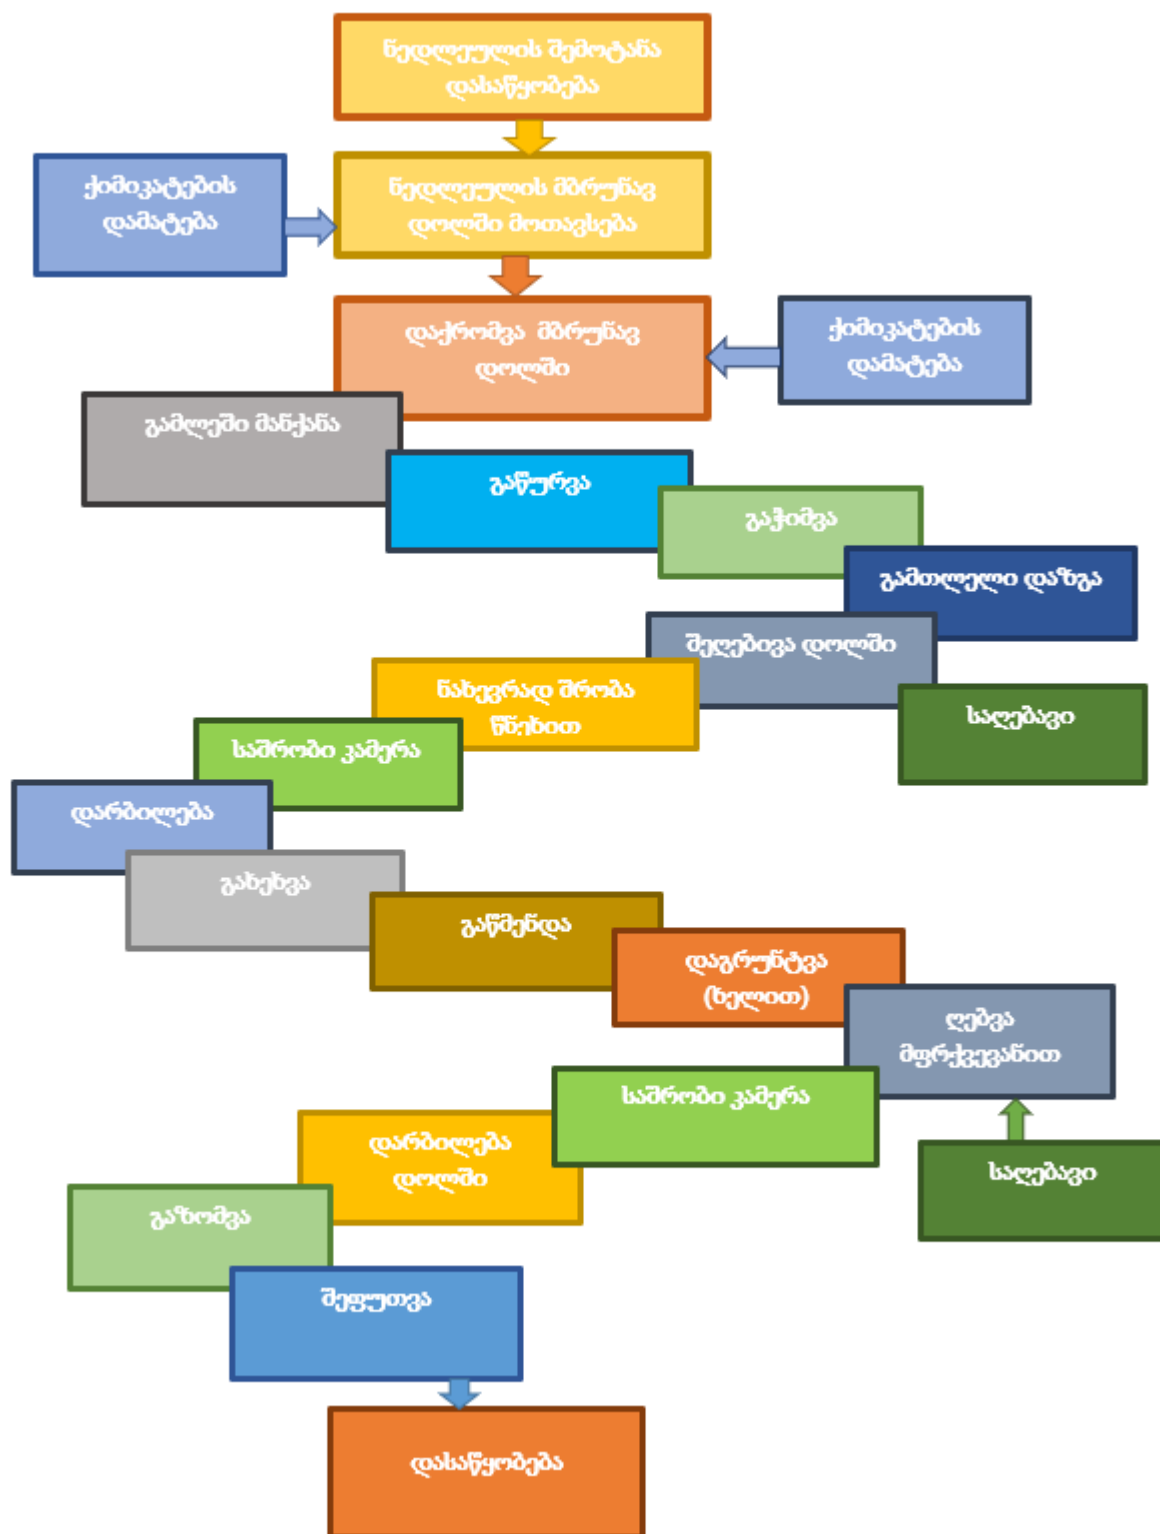 ნედლეულის შემოტანა
დასაწყობება
ქიმიკატების
დამატება
ნედლეულის მბრუნავ
დოლში მოთავსება
დაქრომვა მბრუნავ
დოლში
ქიმიკატების
დამატება
გამლეში მანქანა
გაწურვა
გაჭიმვა
გამთლელი დაზგა
შეღებივა დოლში
საღებავი
ნახევრად შრობა
წნეხით
საშრობი კამერა
დარბილება
გახეხვა
გაწმენდა
დაგრუნტვა
(ხელით)
ღებვა
მფრქვევანით
საღებავი
საშრობი კამერა
დარბილება
დოლში
გაზომვა
შეფუთვა
დასაწყობება